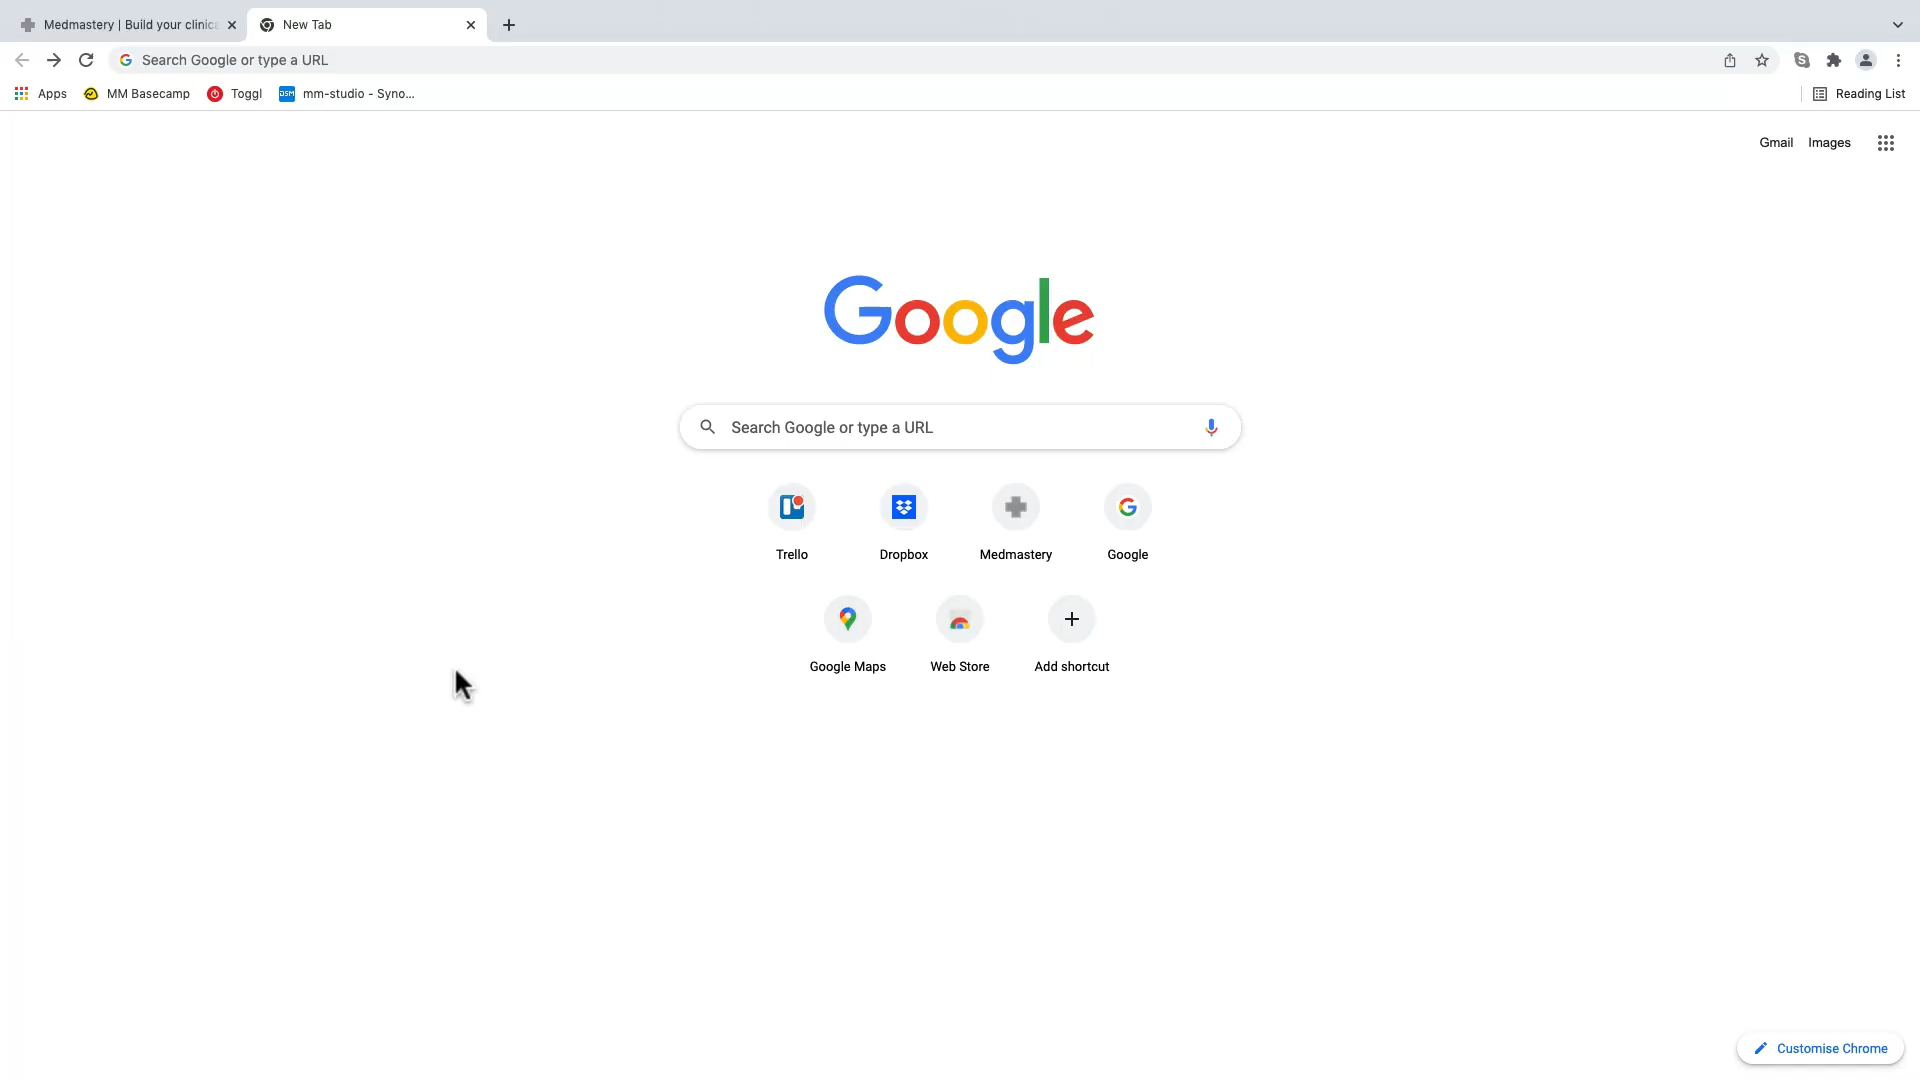 Medmastery | Build your clinic
New Tab
Search Google or type a URL
Apps
MM Basecamp
Toggl
DSM
mm-studio - Syno...
Reading List
Gmail
Images
Google
Search Google or type a URL
Trello
Dropbox
Medmastery
Google
Google Maps
Web Store
Add shortcut
Customise Chrome